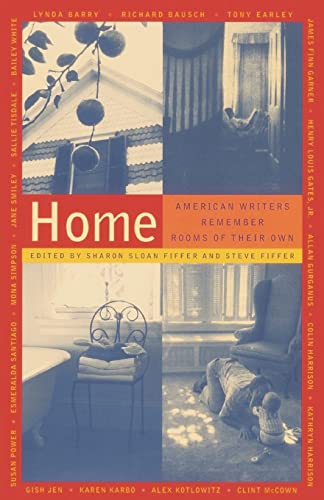 LYNDA BARRY • RICHARD BAUSCH • TONY EARLEY
JAMES FINN GARNER • HENRY LOUIS GATES, JR. • ALLAN GURGANUS • COLIN HARRISON • KATHRYN HARRISON
Home
AMERICAN WRITERS
REMEMBER
ROOMS OF THEIR OWN
EDITED BY SHARON SLOAN FIFFER AND STEVE FIFFER
GISH JEN • KAREN KARBO • ALEX KOTLOWITZ • CLINT McCOWN
SUSAN POWER • ESMERALDA SANTIAGO • MONA SIMPSON • JANE SMILEY • SALLIE TISDALE • BAILEY WHITE